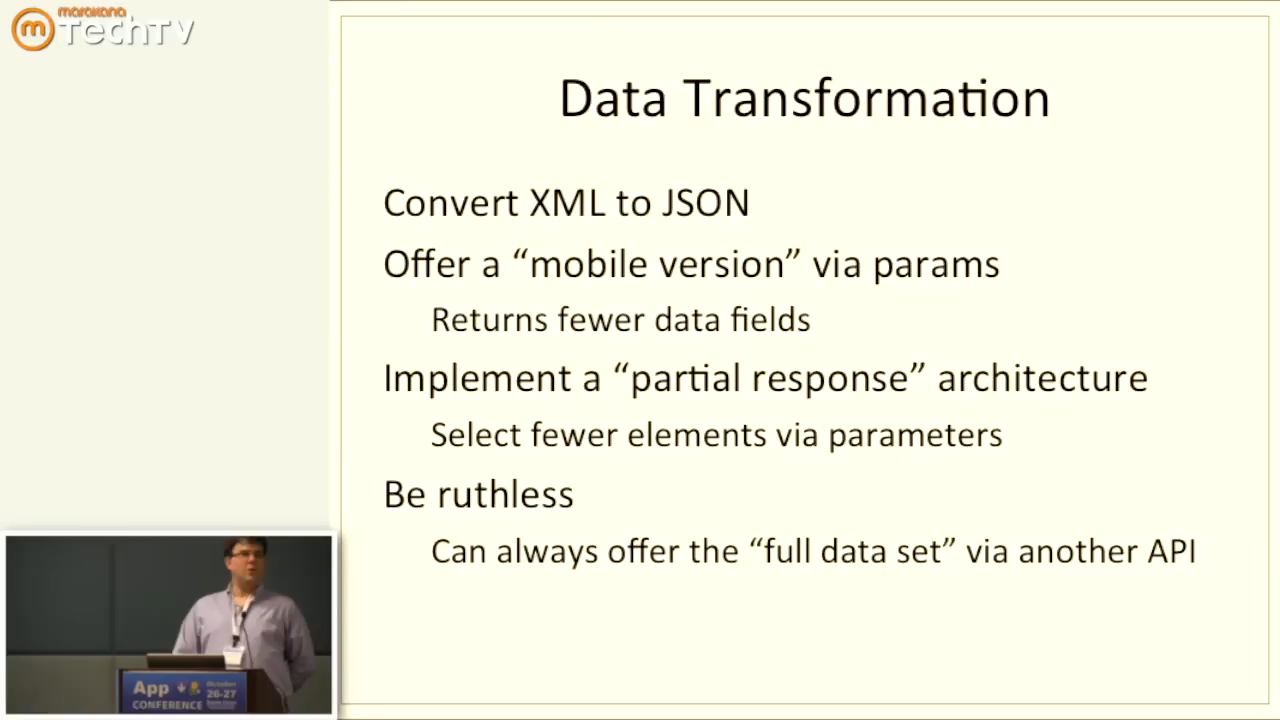 marakana
TechTV
Data Transformation
Convert XML to JSON
Offer a “mobile version” via params
Returns fewer data fields
Implement a “partial response” architecture
Select fewer elements via parameters
Be ruthless
Can always offer the “full data set” via another API
App
26-27
CONFERENCE